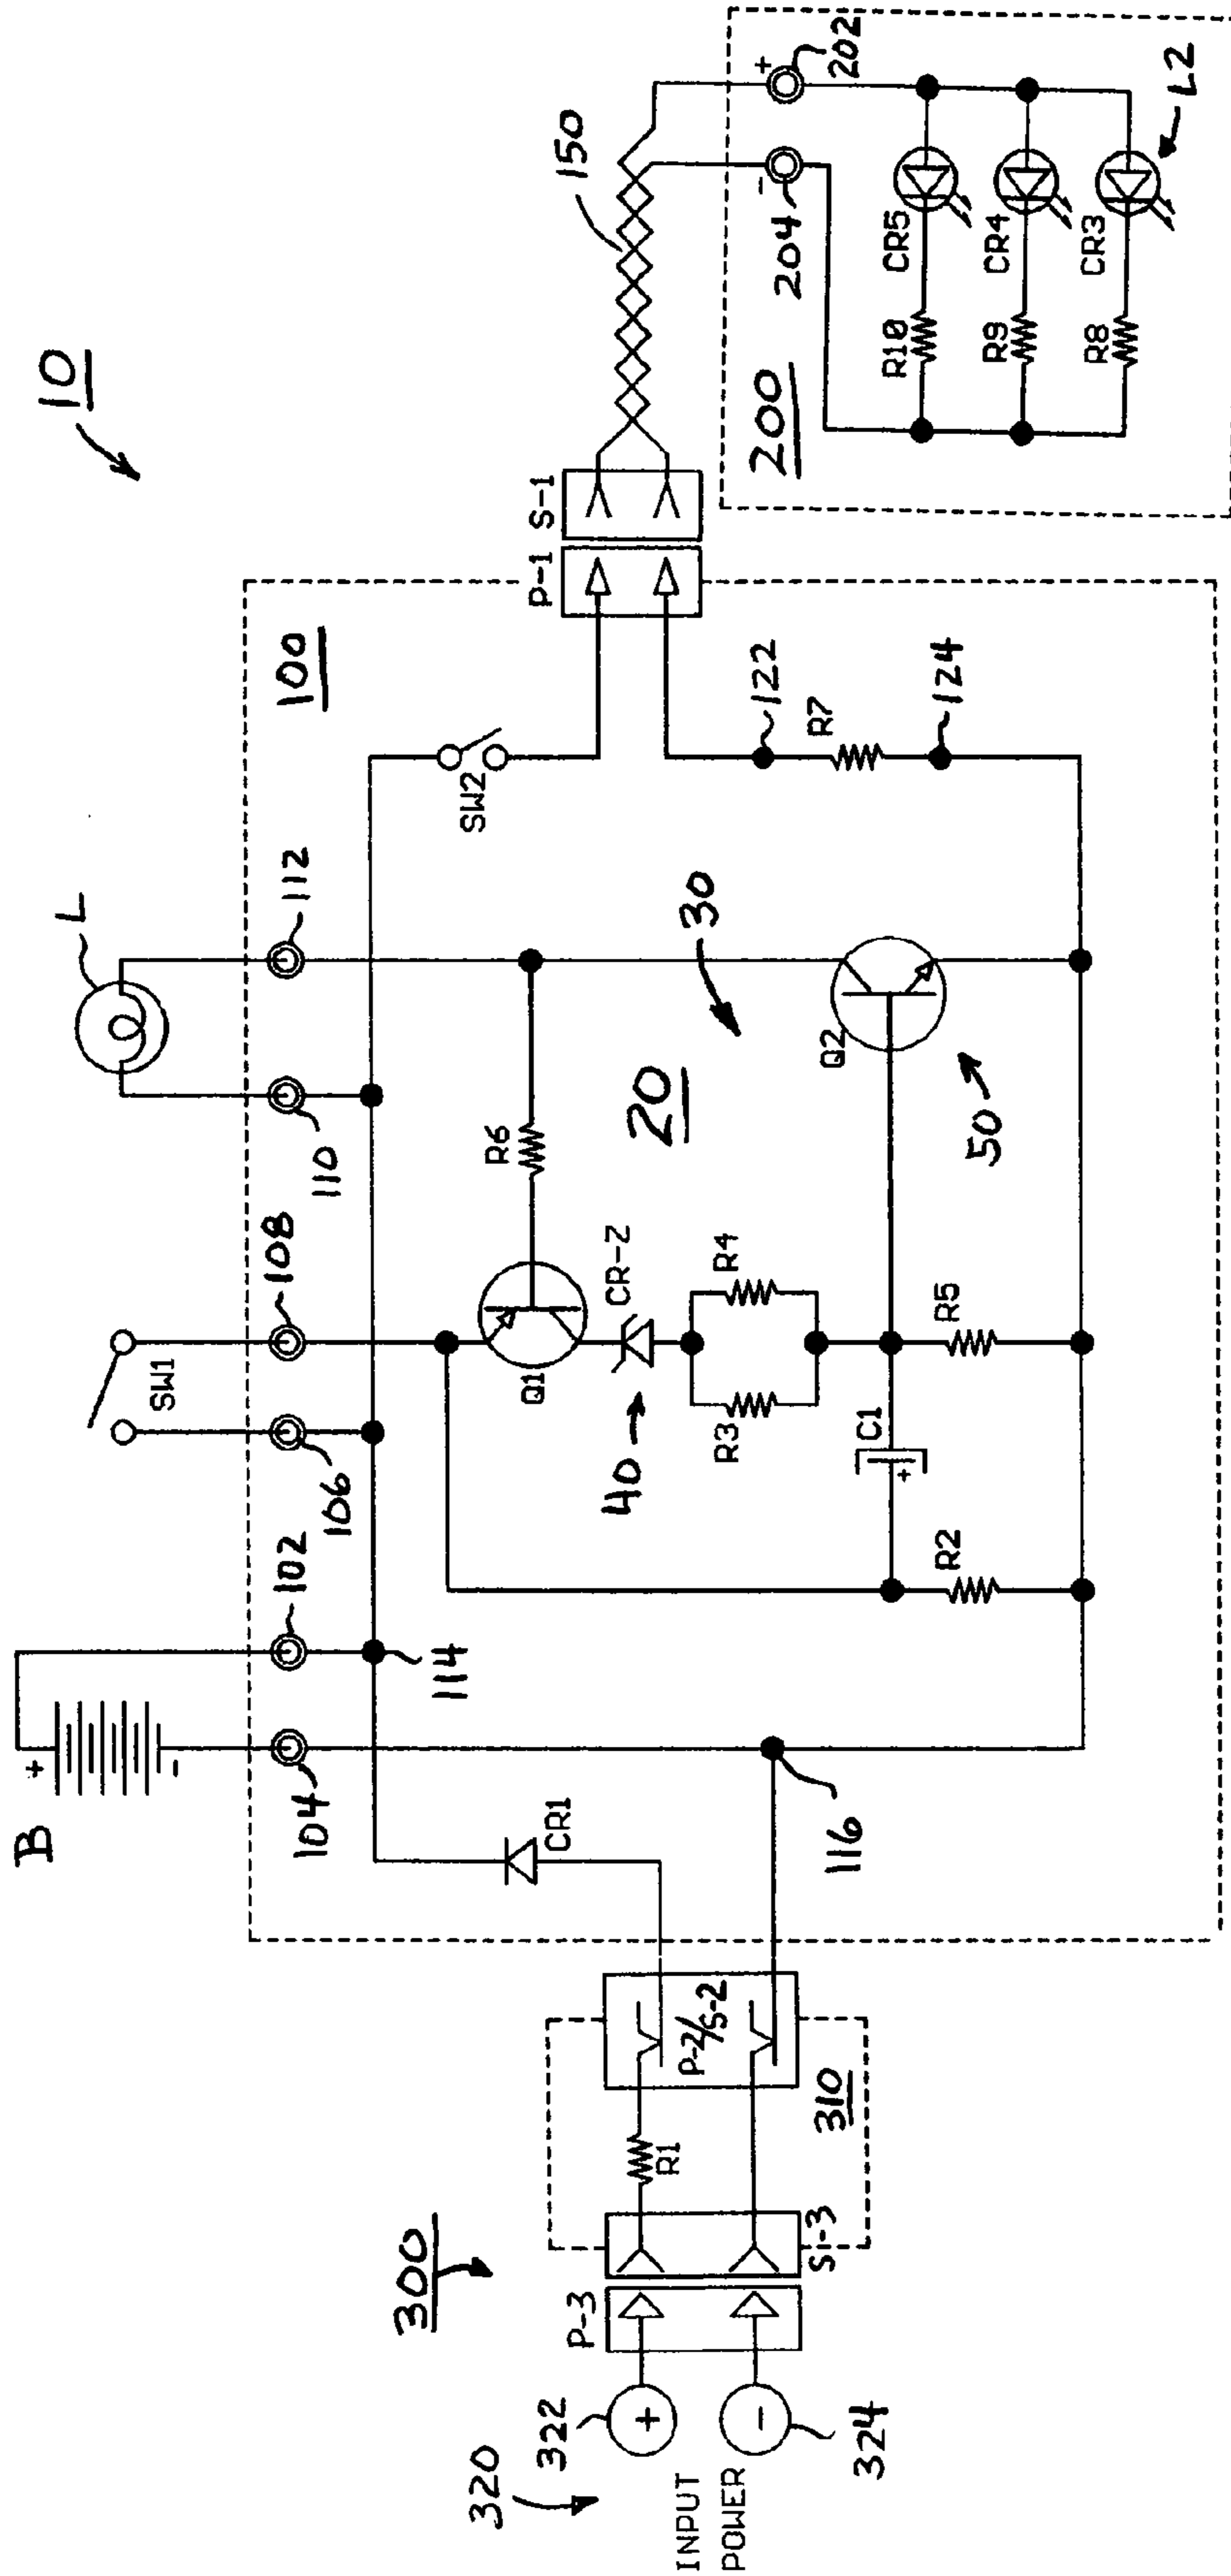 10
B
+
-
104
102
114
106
SW1
108
110
L
112
100
CR1
116
Q1
R6
CR-Z
40
R3
R4
20
30
Q2
50
C1
+
R2
R5
SW2
122
R7
124
P-1
S-1
150
200
204
-
+
202
R10
CR5
R9
CR4
R8
CR3
L2
300
320
322
+
INPUT
POWER
-
324
P-3
S-3
R1
P-2/S-2
310